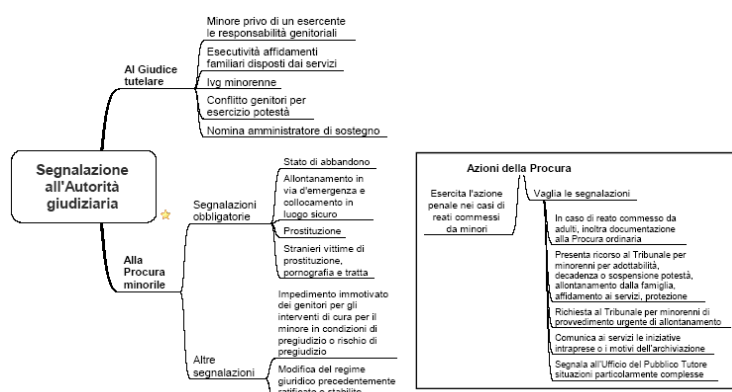 Segnalazione
all'Autorità
giudiziaria
Al Giudice
tutelare
Minore privo di un esercente
le responsabilità genitoriali
Esecutività affidamenti
familiari disposti dai servizi
Ivg minorenne
Conflitto genitori per
esercizio potestà
Nomina amministratore di sostegno
Alla
Procura
minorile
Segnalazioni
obbligatorie
Stato di abbandono
Allontanamento in
via d'emergenza e
collocamento in
luogo sicuro
Prostituzione
Stranieri vittime di
prostituzione,
pornografia e tratta
Altre
segnalazioni
Impedimento immotivato
dei genitori per gli
interventi di cura per il
minore in condizioni di
pregiudizio o rischio di
pregiudizio
Modifica del regime
giuridico precedentemente
ratificato o stabilito
Azioni della Procura
Esercita l'azione
penale nei casi di
reati commessi
da minori
Vaglia le segnalazioni
In caso di reato commesso da
adulti, inoltra documentazione
alla Procura ordinaria
Presenta ricorso al Tribunale per
minorenni per adottabilità,
decadenza o sospensione potestà,
allontanamento dalla famiglia,
affidamento ai servizi, protezione
Richiesta al Tribunale per minorenni di
provvedimento urgente di allontanamento
Comunica ai servizi le iniziative
intraprese o i motivi dell'archiviazione
Segnala all'Ufficio del Pubblico Tutore
situazioni particolarmente complesse